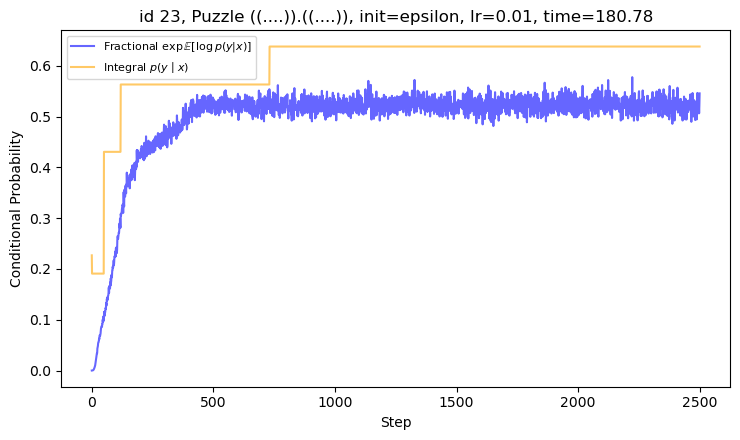 id 23, Puzzle ((....)).((....)), init=epsilon, lr=0.01, time=180.78
Fractional exp𝔼[log p(y|x)]
Integral p(y | x)
Conditional Probability
0.6
0.5
0.4
0.3
0.2
0.1
0.0
0 500 1000 1500 2000 2500
Step